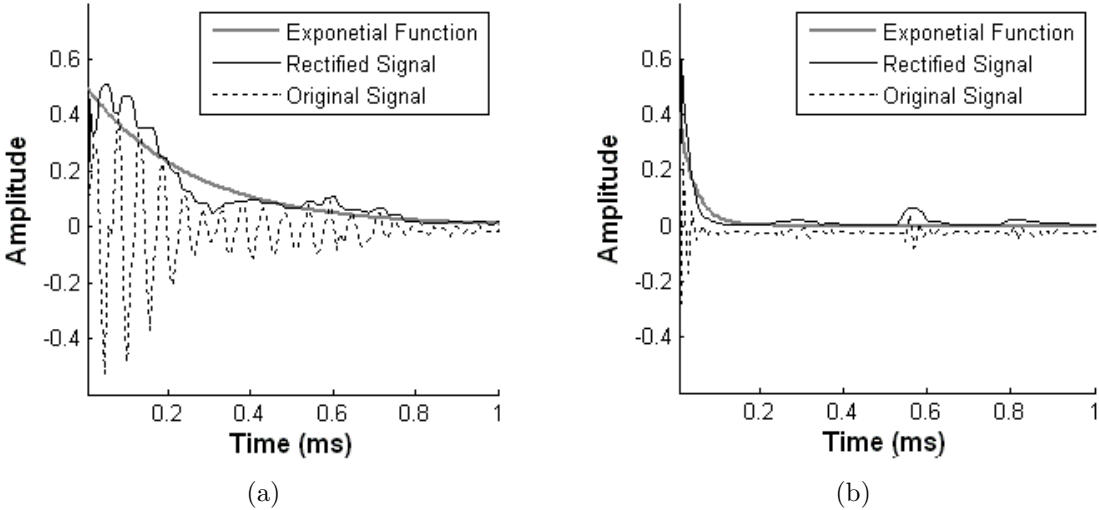 Exponetial Function
Rectified Signal
Original Signal
Amplitude
0.6
0.4
0.2
0
-0.2
-0.4
0.2
0.4
0.6
0.8
1
Time (ms)
(a)
Exponetial Function
Rectified Signal
Original Signal
Amplitude
0.6
0.4
0.2
0
-0.2
-0.4
0.2
0.4
0.6
0.8
1
Time (ms)
(b)